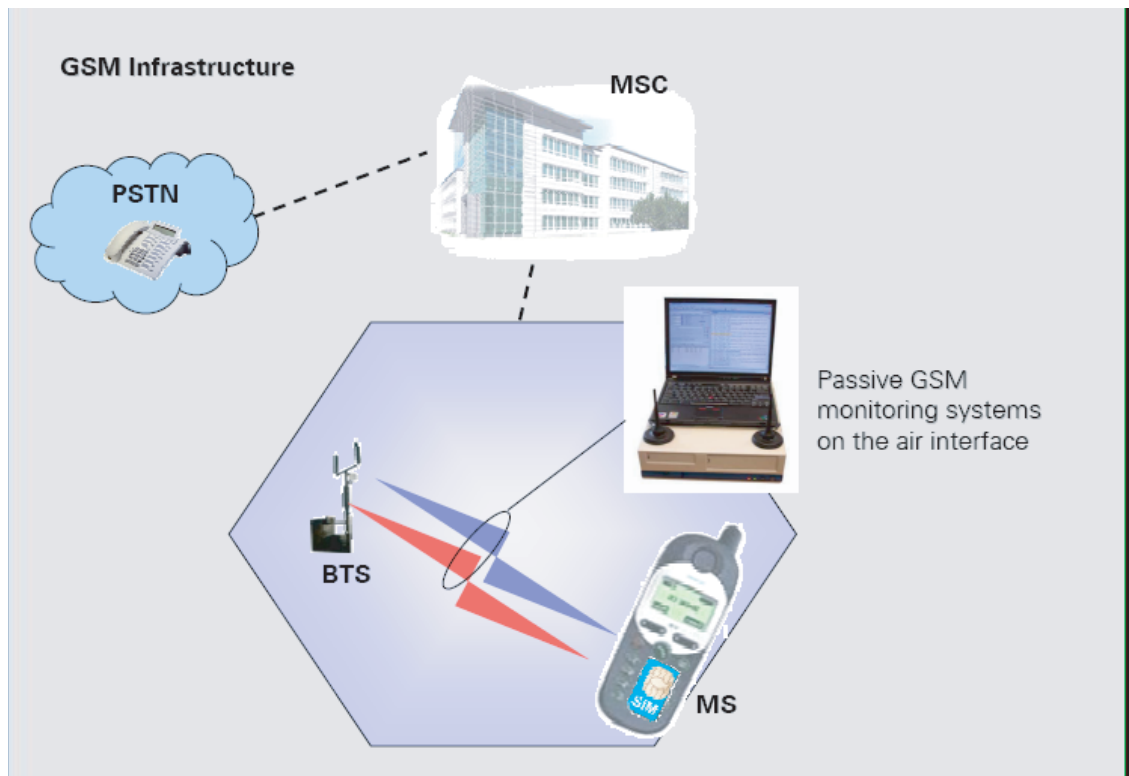 GSM Infrastructure
MSC
PSTN
Passive GSM
monitoring systems
on the air interface
BTS
SIM
MS